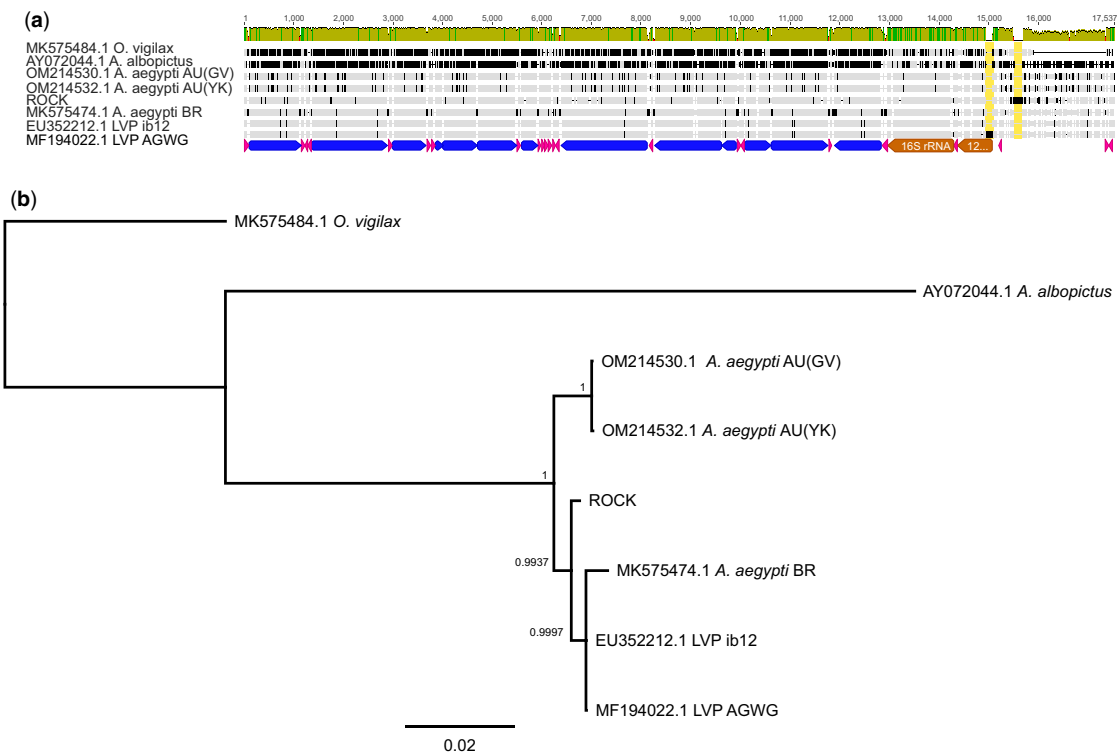 (a)
1 1,000 2,000 3,000 4,000 5,000 6,000 7,000 8,000 9,000 10,000 11,000 12,000 13,000 14,000 15,000 16,000 17,537
MK575484.1 O. vigilax
AY072044.1 A. albopictus
OM214530.1 A. aegypti AU(GV)
OM214532.1 A. aegypti AU(YK)
ROCK
MK575474.1 A. aegypti BR
EU352212.1 LVP ib12
MF194022.1 LVP AGWG
16S rRNA 12...
(b)
MK575484.1 O. vigilax
AY072044.1 A. albopictus
OM214530.1 A. aegypti AU(GV)
1
OM214532.1 A. aegypti AU(YK)
1
ROCK
0.9937
MK575474.1 A. aegypti BR
0.9997
EU352212.1 LVP ib12
MF194022.1 LVP AGWG
0.02